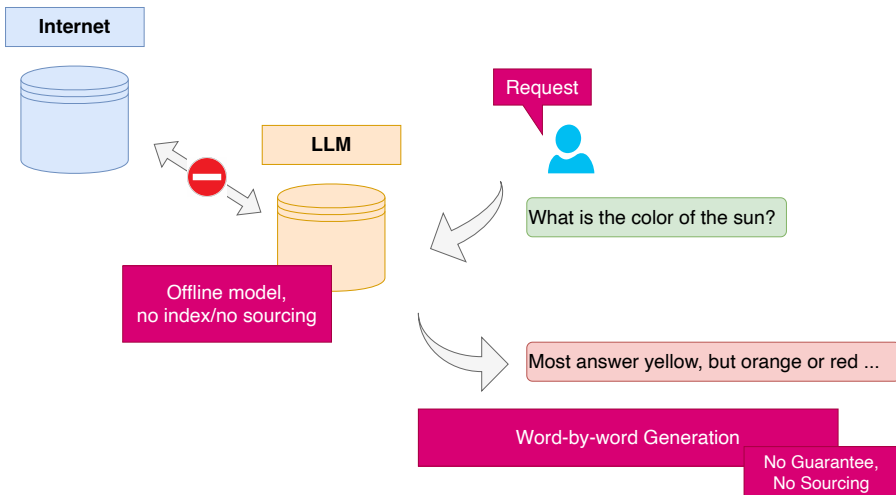 Internet
Request
LLM
What is the color of the sun?
Offline model,
no index/no sourcing
Most answer yellow, but orange or red ...
Word-by-word Generation
No Guarantee,
No Sourcing